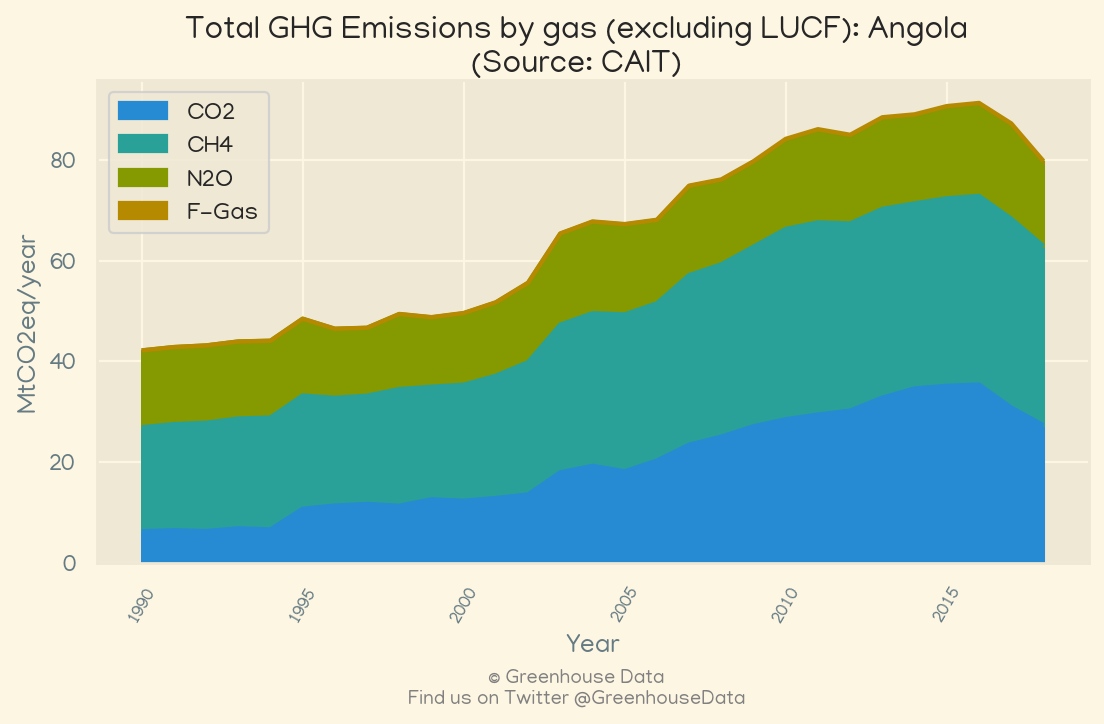 Total GHG Emissions by gas (excluding LUCF): Angola
(Source: CAIT)
CO2
CH4
N2O
F-Gas
MtCO2eq/year
80
60
40
20
0
1990
1995
2000
2005
2010
2015
Year
© Greenhouse Data
Find us on Twitter @GreenhouseData